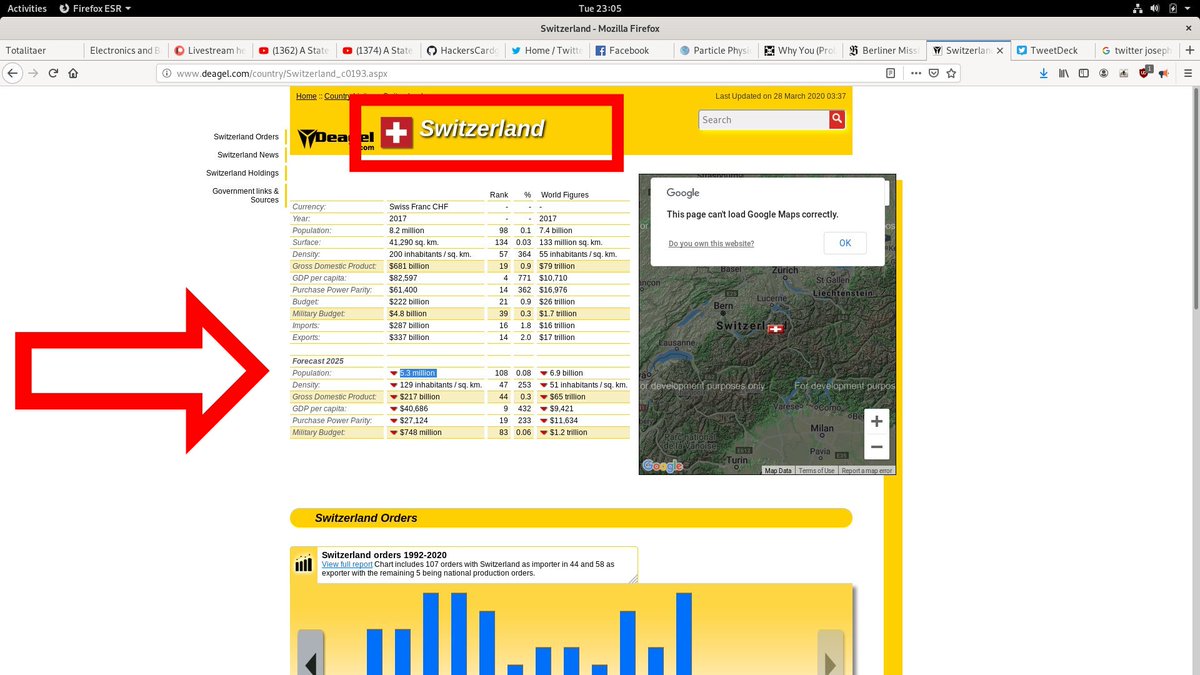 Activities Firefox ESR Tue 23:05
Switzerland - Mozilla Firefox
Totalitaer Electronics and B Livestream he (1362) A State (1374) A State HackersCard Home / Twitte Facebook Particle Physi Why You (Prob Berliner Missi Switzerlan TweetDeck twitter joseph
www.deagel.com/country/Switzerland_c0193.aspx
Home ::
Last Updated on 28 March 2020 03:37
Deagel
.com
Switzerland
Search
Switzerland Orders
Switzerland News
Switzerland Holdings
Government links &
Sources
Rank % World Figures
Currency: Swiss Franc CHF - - -
Year: 2017 - - 2017
Population: 8.2 million 98 0.1 7.4 billion
Surface: 41,290 sq. km. 134 0.03 133 million sq. km.
Density: 200 inhabitants / sq. km. 57 364 55 inhabitants / sq. km.
Gross Domestic Product: $681 billion 19 0.9 $79 trillion
GDP per capita: $82,597 4 771 $10,710
Purchase Power Parity: $61,400 14 362 $16,976
Budget: $222 billion 21 0.9 $26 trillion
Military Budget: $4.8 billion 39 0.3 $1.7 trillion
Imports: $287 billion 16 1.8 $16 trillion
Exports: $337 billion 14 2.0 $17 trillion
Forecast 2025
Population: 5.3 million 108 0.08 6.9 billion
Density: 129 inhabitants / sq. km. 47 253 51 inhabitants / sq. km.
Gross Domestic Product: $217 billion 44 0.3 $65 trillion
GDP per capita: $40,686 9 432 $9,421
Purchase Power Parity: $27,124 19 233 $11,634
Military Budget: $748 million 83 0.06 $1.2 trillion
Google
This page can't load Google Maps correctly.
Do you own this website? OK
Basel Zürich St Gallen
Liechtenstein
Lucerne
Bern
Switzerl d
Lausanne
or development purposes only For development purpos
Varese Como
Milan
Parc national
de la Vanoise
Pavia
Turin
Google Map Data Terms of Use Report a map error
Switzerland Orders
Switzerland orders 1992-2020
View full report Chart includes 107 orders with Switzerland as importer in 44 and 58 as
exporter with the remaining 5 being national production orders.